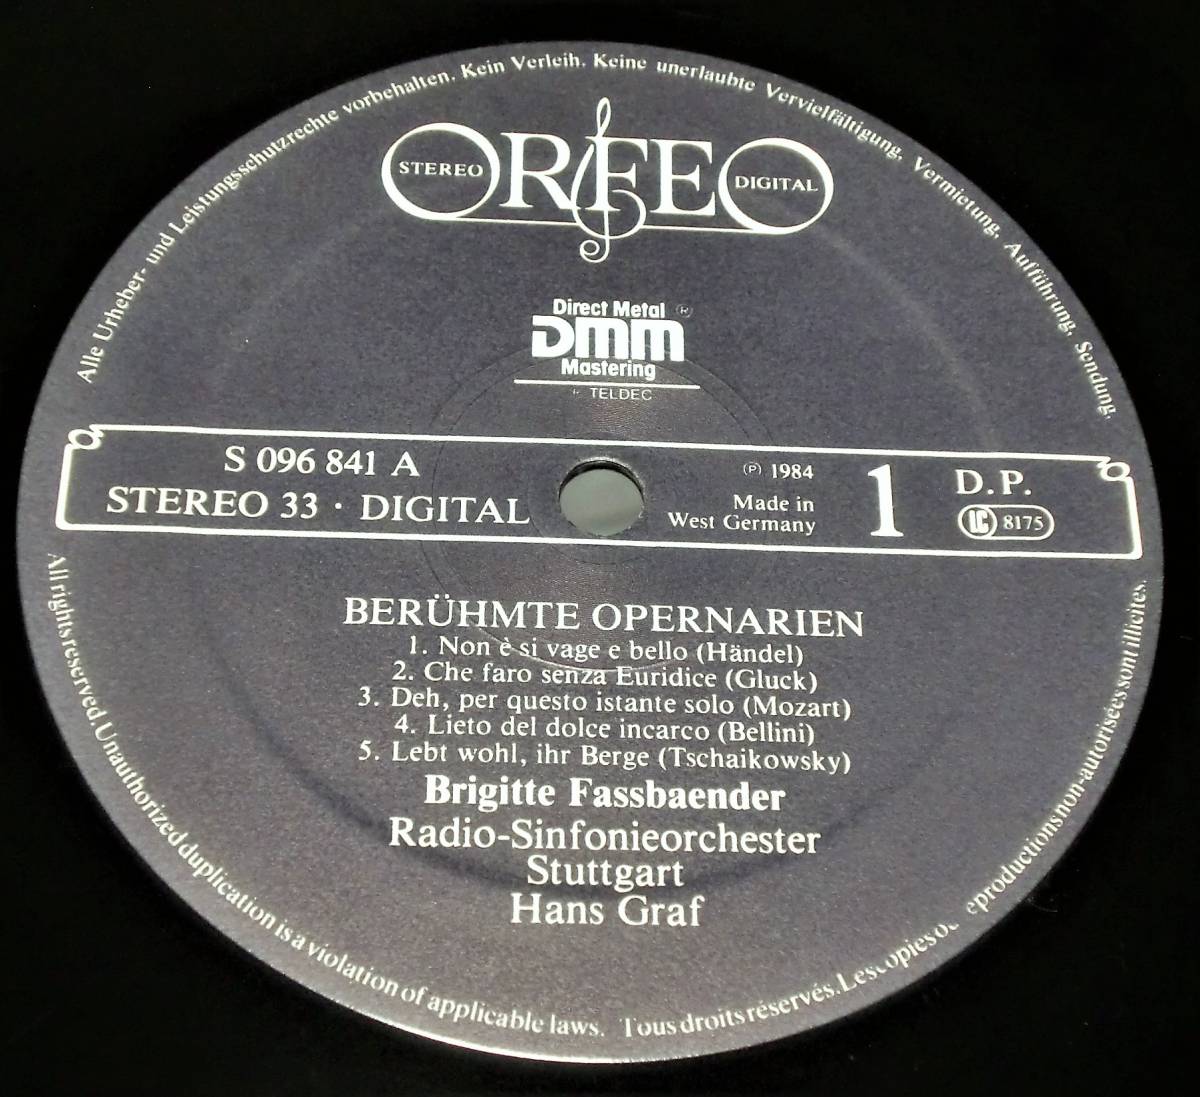 Alle Urheber- und Leistungsschutzrechte vorbehalten. Kein Verleih. Keine unerlaubte Vervielfältigung, Vermietung, Aufführung, Sendung.
ORFEO
STEREO
DIGITAL
Direct Metal ®
DMM
Mastering
TELDEC
S 096 841 A
STEREO 33 · DIGITAL
℗ 1984
Made in
West Germany
1
D.P.
LC 8175
BERÜHMTE OPERNARIEN
1. Non è si vage e bello (Händel)
2. Che faro senza Euridice (Gluck)
3. Deh, per questo istante solo (Mozart)
4. Lieto del dolce incarco (Bellini)
5. Lebt wohl, ihr Berge (Tschaikowsky)
Brigitte Fassbaender
Radio-Sinfonieorchester
Stuttgart
Hans Graf
All rights reserved. Unauthorized duplication is a violation of applicable laws. Tous droits réservés. Les copies non-autorisées sont illicites.